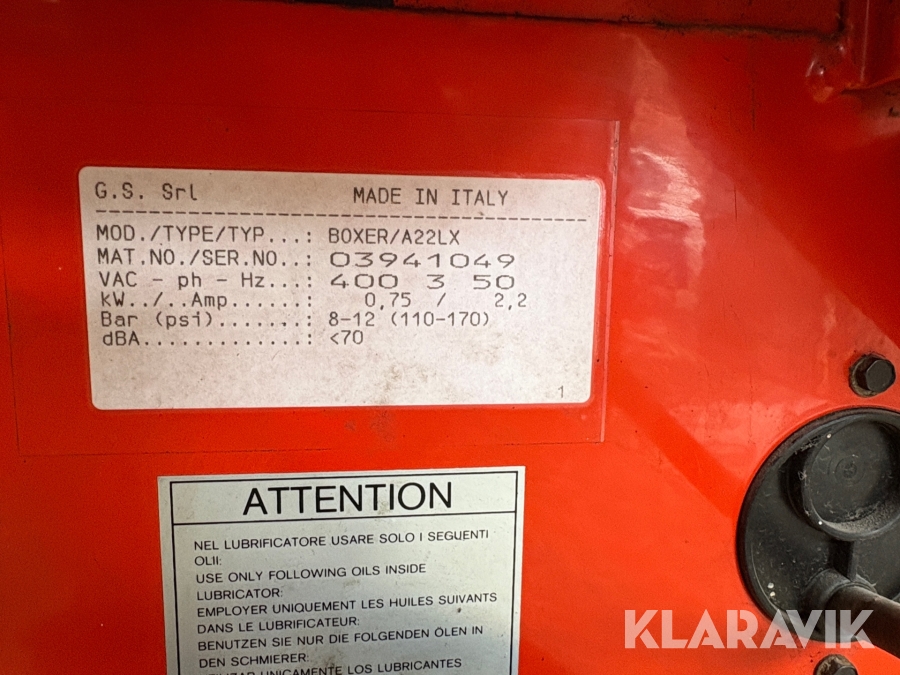 G.S. Srl MADE IN ITALY
MOD./TYPE/TYP...: BOXER/A22LX
MAT.NO./SER.NO..: 03941049
VAC - ph - Hz...: 400 3 50
kW../..Amp......: 0,75 / 2,2
Bar (psi).......: 8-12 (110-170)
dBA.............: <70
1
ATTENTION
NEL LUBRIFICATORE USARE SOLO I SEGUENTI
OLII:
USE ONLY FOLLOWING OILS INSIDE
LUBRICATOR:
EMPLOYER UNIQUEMENT LES HUILES SUIVANTS
DANS LE LUBRIFICATEUR:
BENUTZEN SIE NUR DIE FOLGENDEN ÖLEN IN
DEN SCHMIERER:
UNICAMENTE LOS LUBRICANTES
KLARAVIK